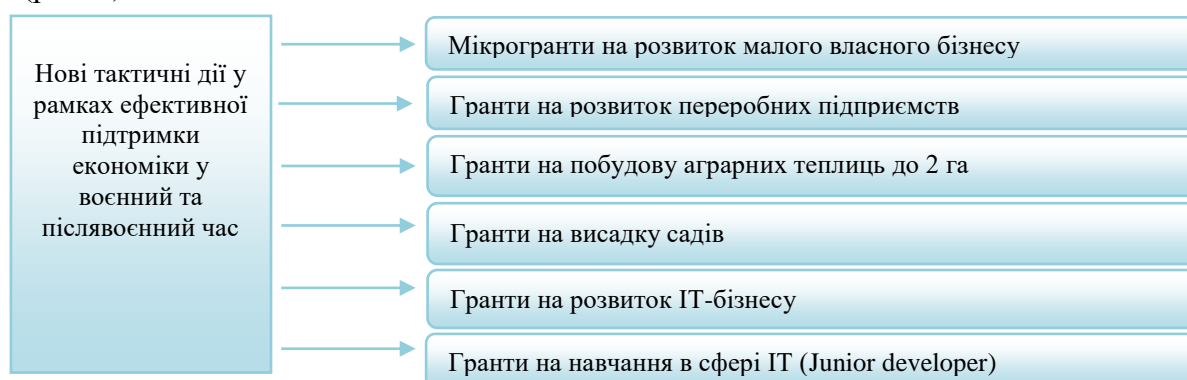 Нові тактичні дії у
рамках ефективної
підтримки
економіки у
воєнний та
післявоєнний час
Мікрогранти на розвиток малого власного бізнесу
Гранти на розвиток переробних підприємств
Гранти на побудову аграрних теплиць до 2 га
Гранти на висадку садів
Гранти на розвиток ІТ-бізнесу
Гранти на навчання в сфері ІТ (Junior developer)